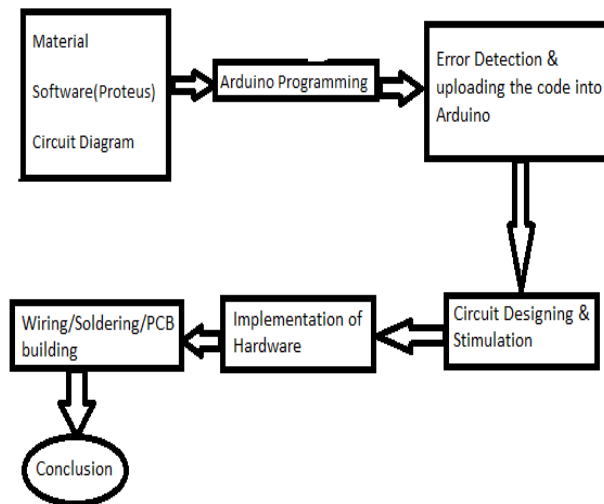 Material
Software(Proteus)
Circuit Diagram
Arduino Programming
Error Detection &
uploading the code into
Arduino
Circuit Designing &
Stimulation
Implementation of
Hardware
Wiring/Soldering/PCB
building
Conclusion